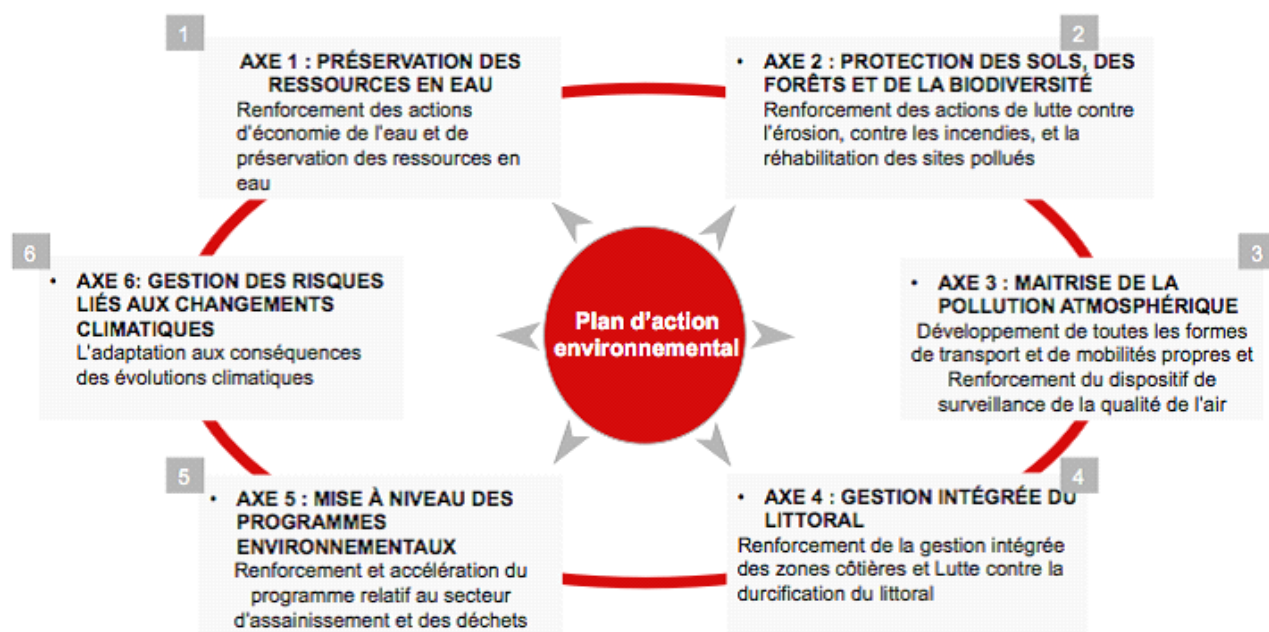 1
AXE 1 : PRÉSERVATION DES
RESSOURCES EN EAU
Renforcement des actions
d'économie de l'eau et de
préservation des ressources en
eau
2
• AXE 2 : PROTECTION DES SOLS, DES
FORÊTS ET DE LA BIODIVERSITÉ
Renforcement des actions de lutte contre
l'érosion, contre les incendies, et la
réhabilitation des sites pollués
3
• AXE 3 : MAITRISE DE LA
POLLUTION ATMOSPHÉRIQUE
Développement de toutes les formes
de transport et de mobilités propres et
Renforcement du dispositif de
surveillance de la qualité de l'air
4
• AXE 4 : GESTION INTÉGRÉE DU
LITTORAL
Renforcement de la gestion intégrée
des zones côtières et Lutte contre la
durcification du littoral
5
• AXE 5 : MISE À NIVEAU DES
PROGRAMMES
ENVIRONNEMENTAUX
Renforcement et accélération du
programme relatif au secteur
d'assainissement et des déchets
6
• AXE 6: GESTION DES RISQUES
LIÉS AUX CHANGEMENTS
CLIMATIQUES
L'adaptation aux conséquences
des évolutions climatiques
Plan d'action
environnemental